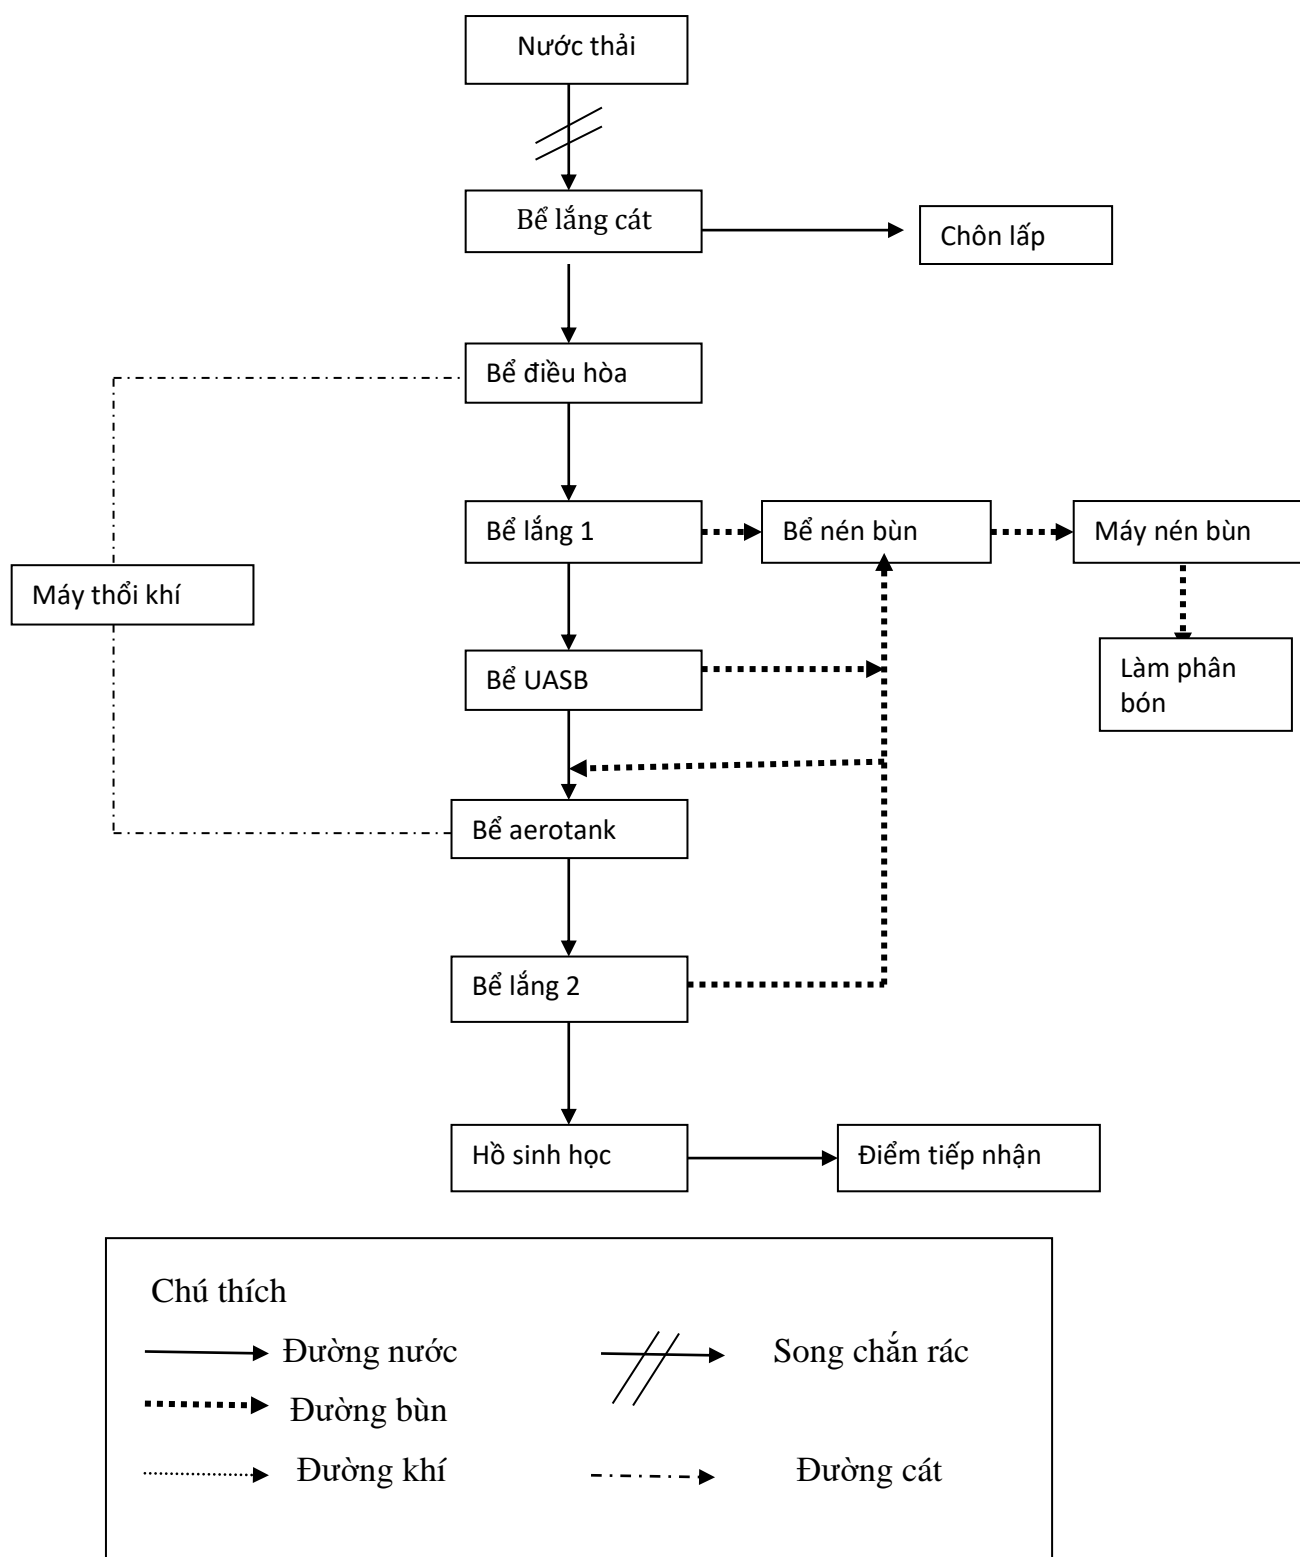 Nước thải
Bể lắng cát
Chôn lấp
Bể điều hòa
Bể lắng 1
Bể nén bùn
Máy nén bùn
Máy thổi khí
Bể UASB
Làm phân
bón
Bể aerotank
Bể lắng 2
Hồ sinh học
Điểm tiếp nhận
Chú thích
Đường nước
Song chắn rác
Đường bùn
Đường khí
Đường cát